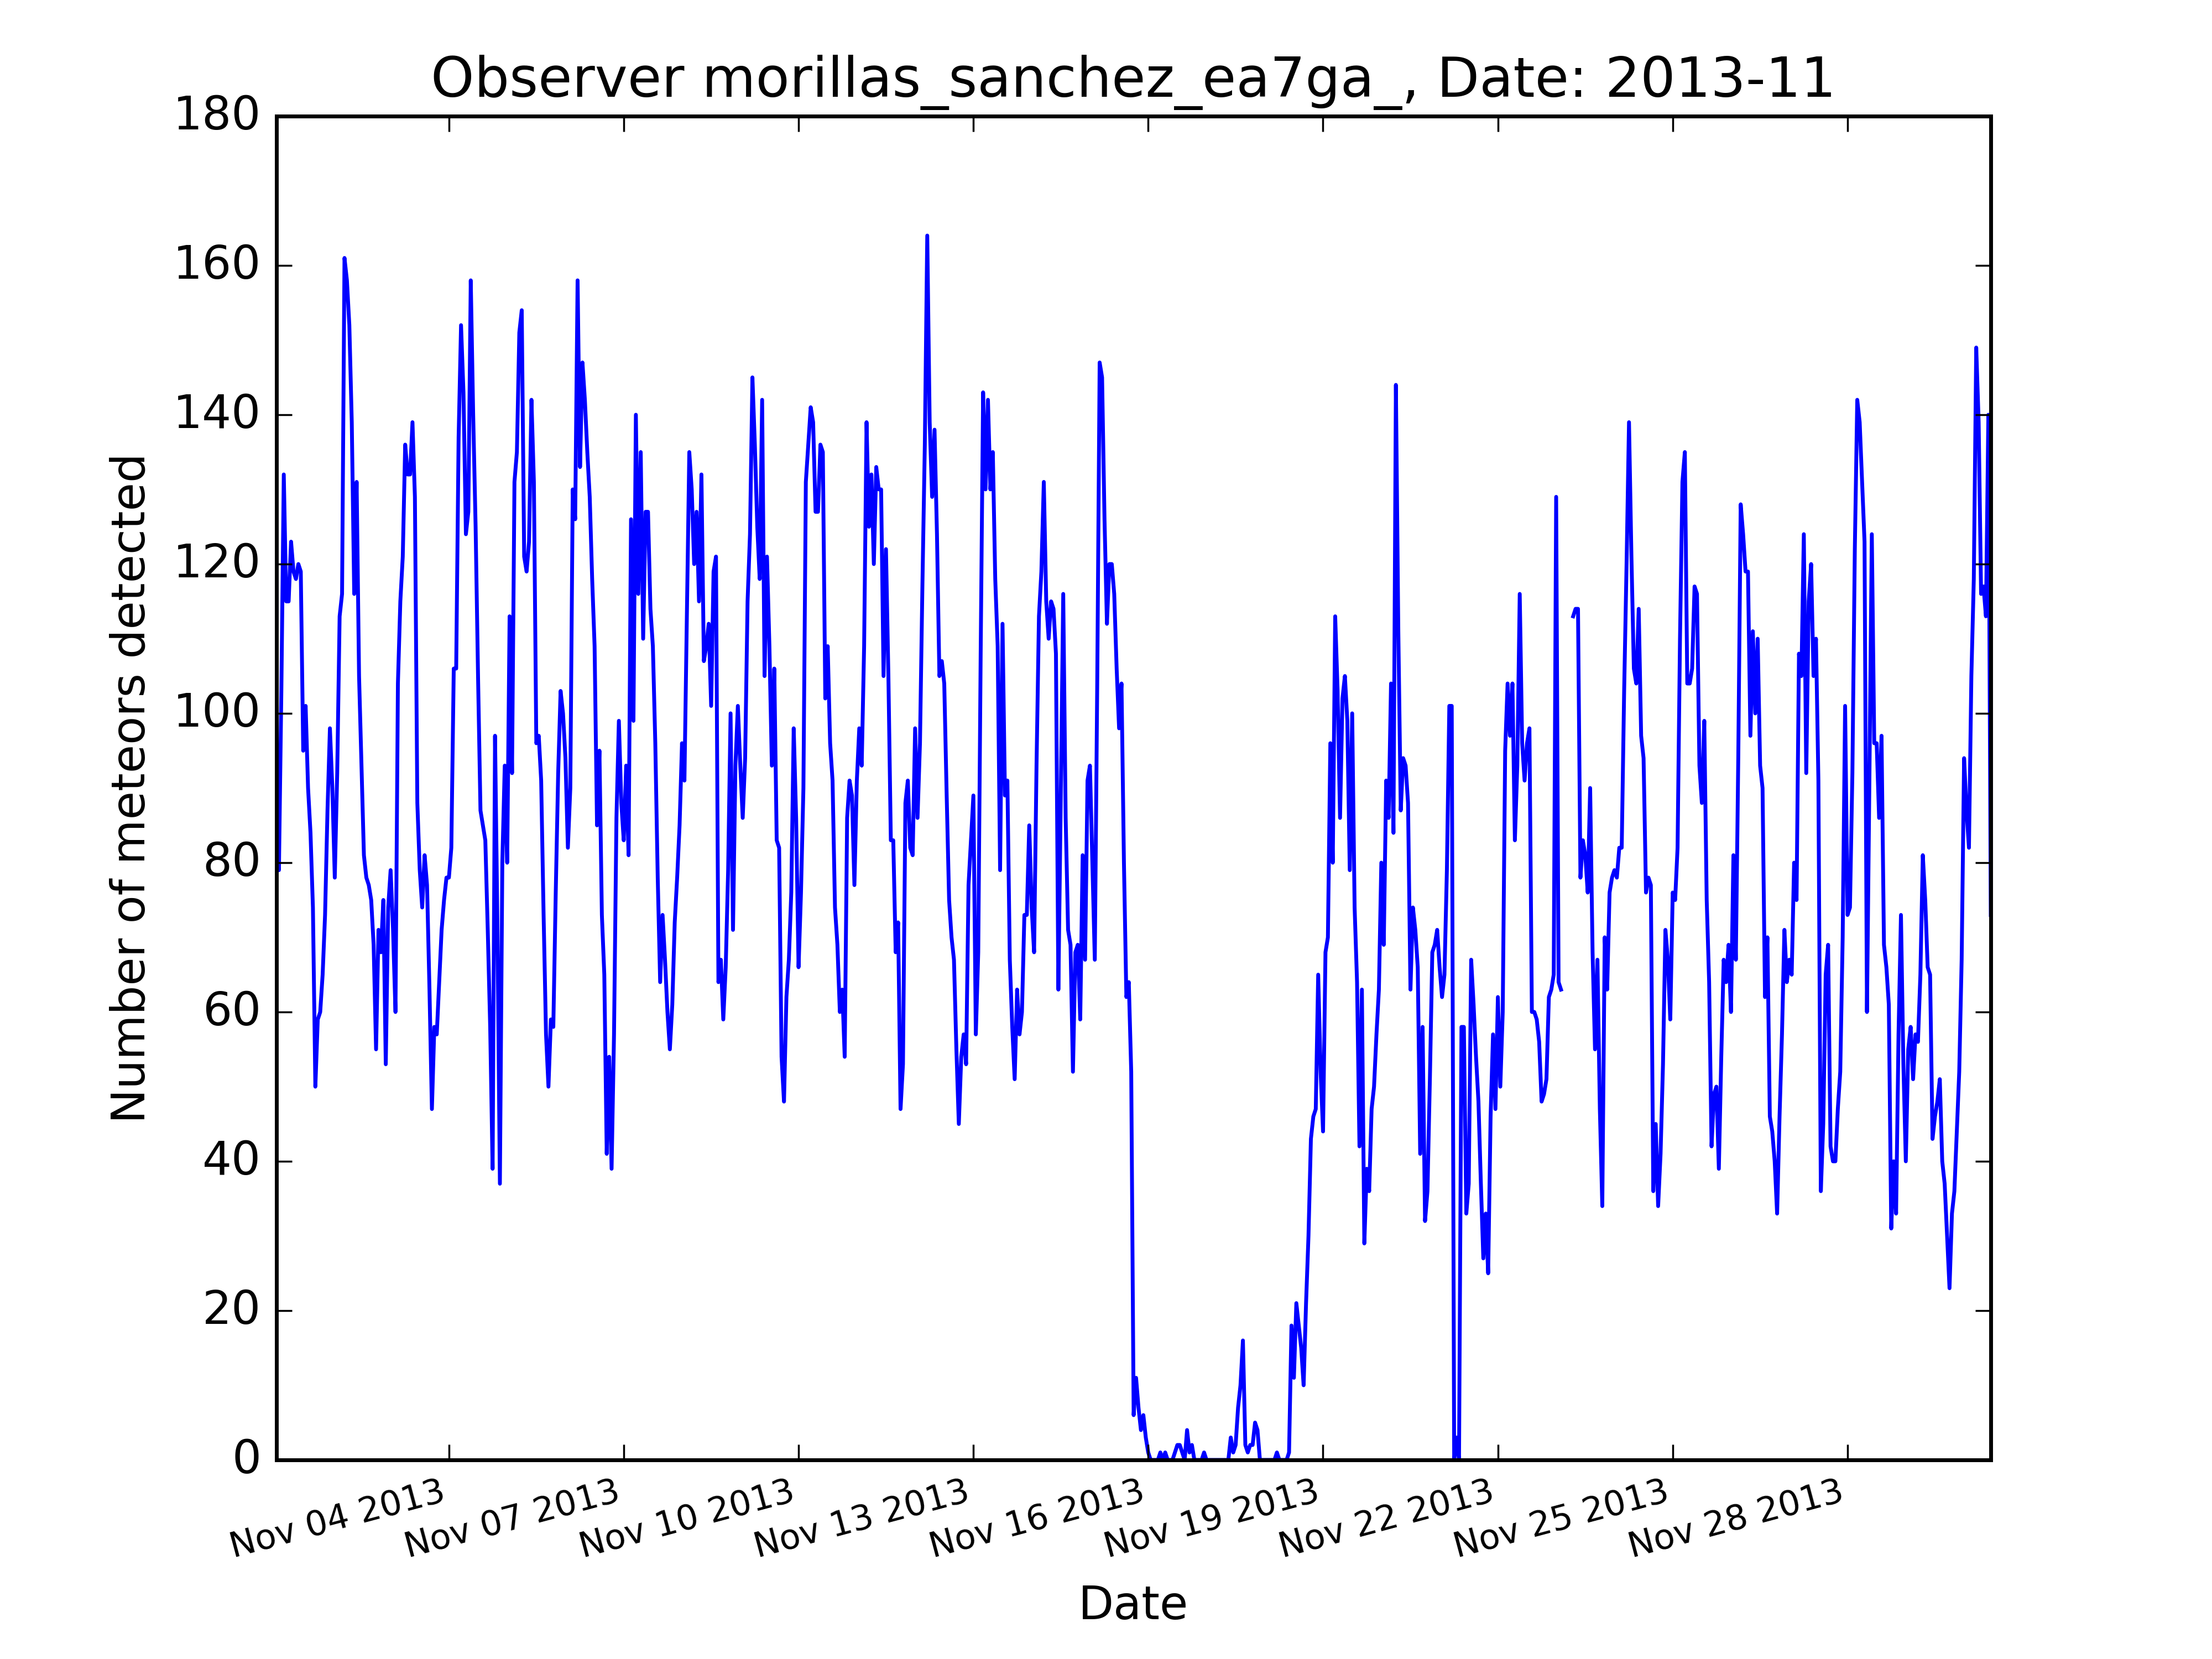 Observer morillas_sanchez_ea7ga_, Date: 2013-11
Number of meteors detected
180
160
140
120
100
80
60
40
20
0
Nov 04 2013
Nov 07 2013
Nov 10 2013
Nov 13 2013
Nov 16 2013
Nov 19 2013
Nov 22 2013
Nov 25 2013
Nov 28 2013
Date